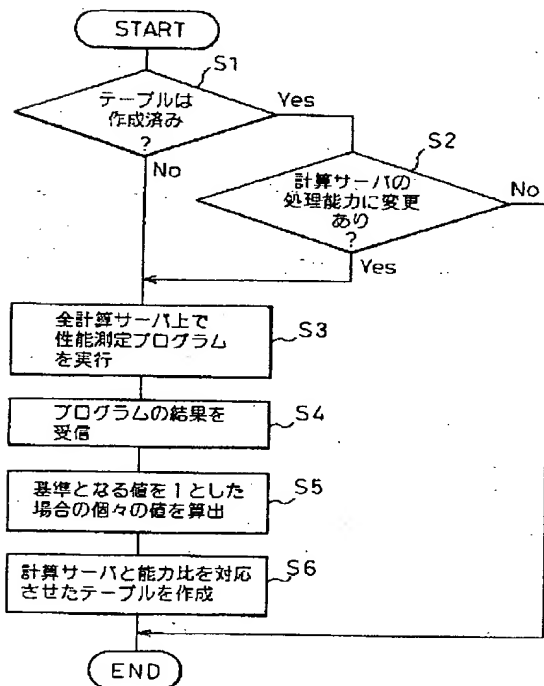 START
S1
テーブルは
作成済み
?
Yes
No
S2
計算サーバの
処理能力に変更
あり
?
No
Yes
全計算サーバ上で
性能測定プログラム
を実行
S3
プログラムの結果を
受信
S4
基準となる値を1とした
場合の個々の値を算出
S5
計算サーバと能力比を対応
させたテーブルを作成
S6
END